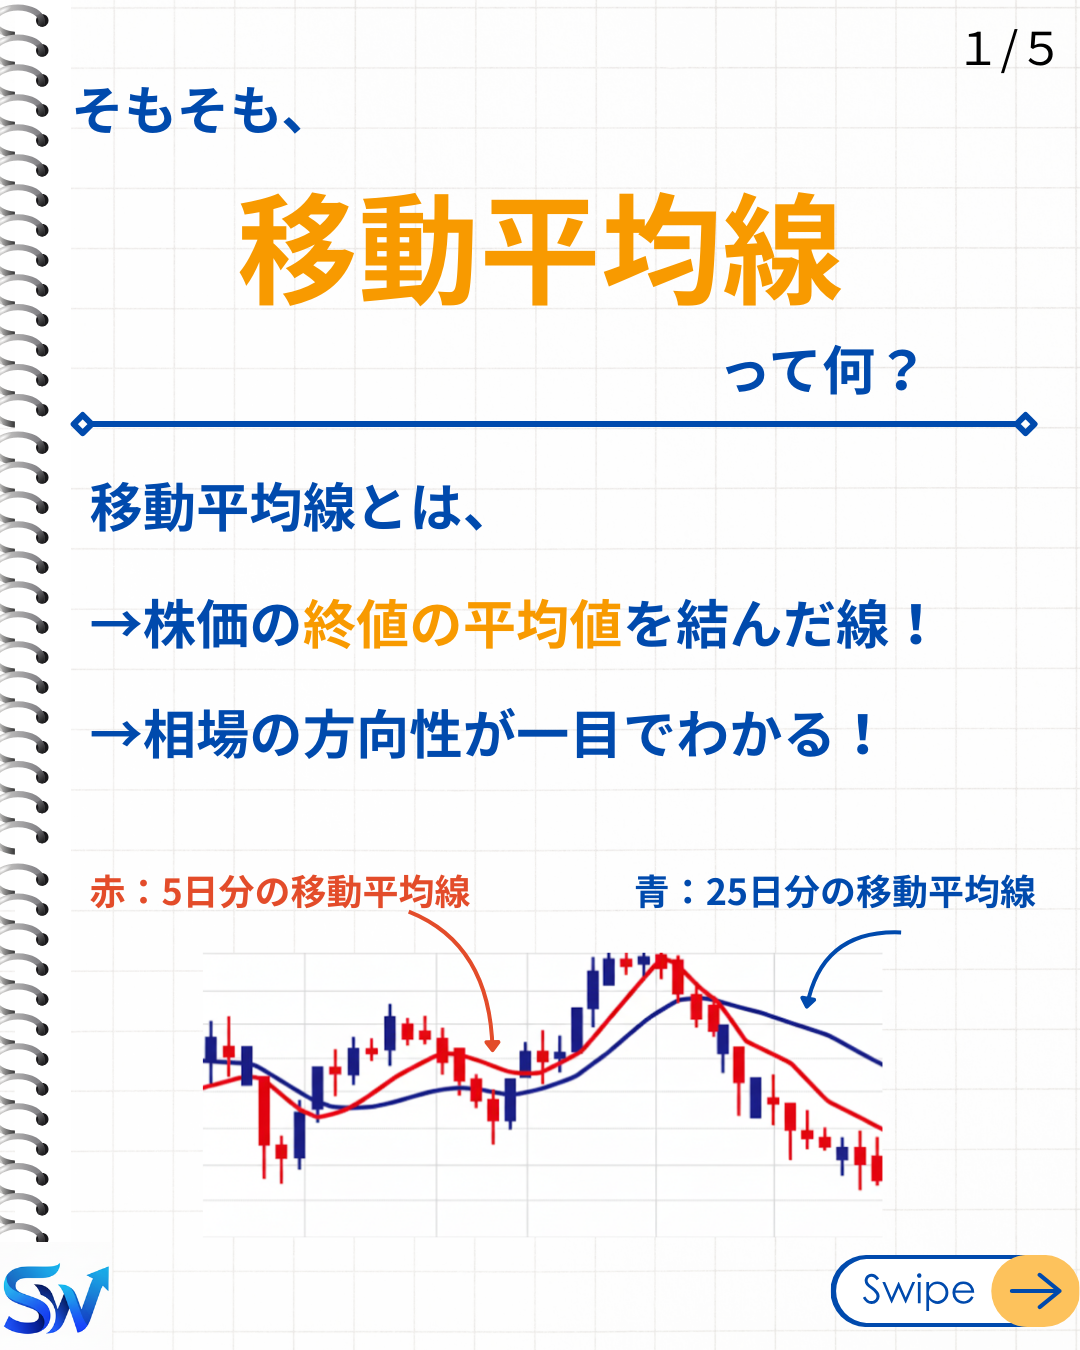 1/5
そもそも、
移動平均線
って何？
移動平均線とは、
→株価の終値の平均値を結んだ線！
→相場の方向性が一目でわかる！
赤：5日分の移動平均線
青：25日分の移動平均線
SW
Swipe